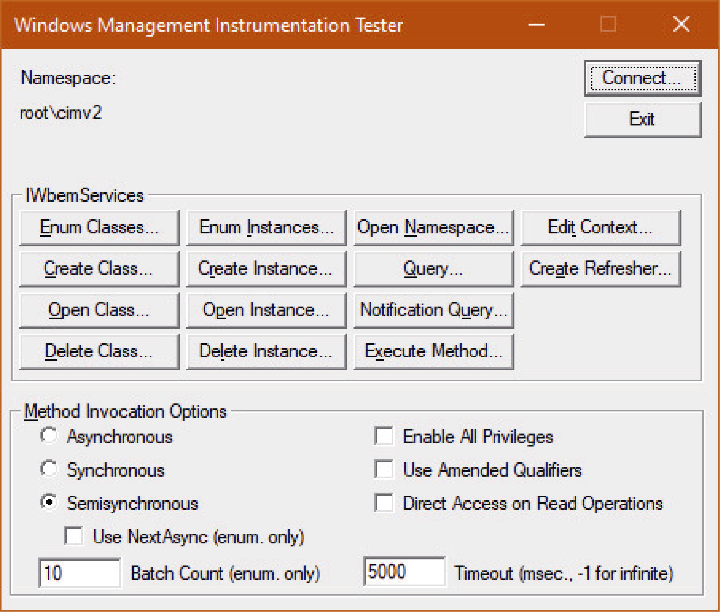 Windows Management Instrumentation Tester
Namespace:
Connect...
root\cimv2
Exit
IWbemServices
Enum Classes... Enum Instances... Open Namespace... Edit Context...
Create Class... Create Instance... Query... Create Refresher...
Open Class... Open Instance... Notification Query...
Delete Class... Delete Instance... Execute Method...
Method Invocation Options
Asynchronous Enable All Privileges
Synchronous Use Amended Qualifiers
Semisynchronous Direct Access on Read Operations
Use NextAsync (enum. only)
10 Batch Count (enum. only) 5000 Timeout (msec., -1 for infinite)